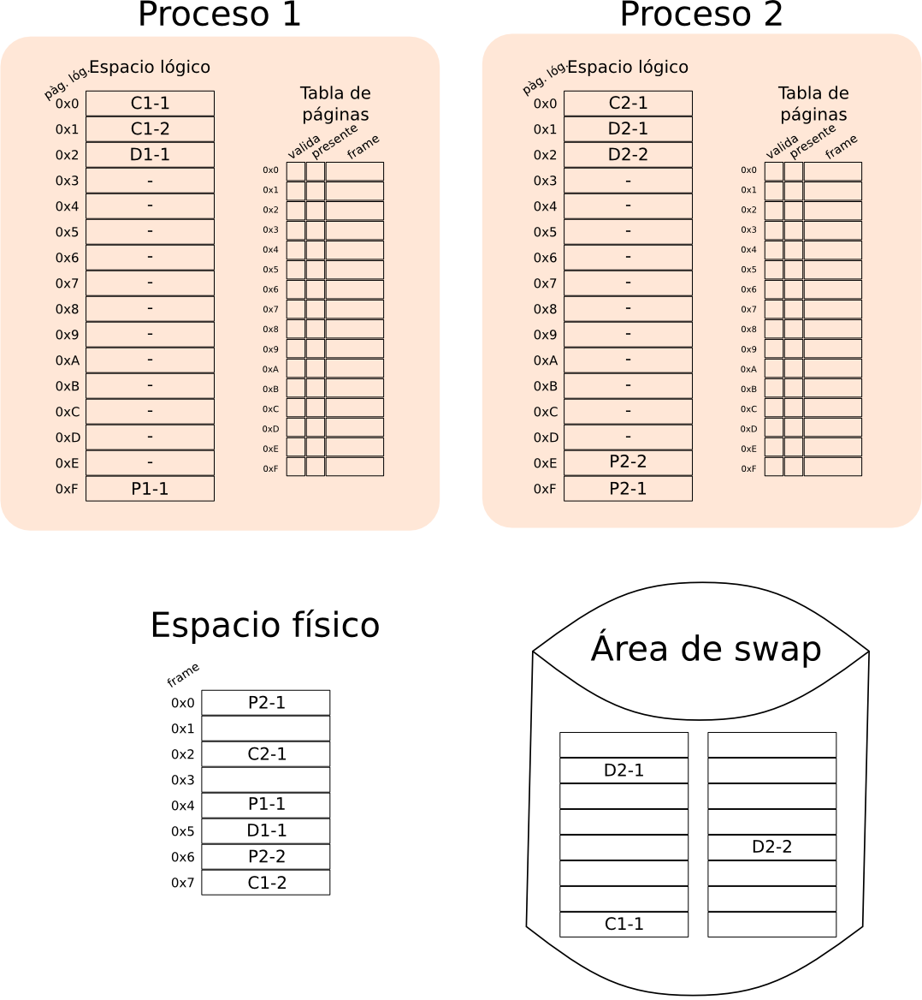 Proceso 1
pàg. lóg.
Espacio lógico
0x0 C1-1
0x1 C1-2
0x2 D1-1
0x3 -
0x4 -
0x5 -
0x6 -
0x7 -
0x8 -
0x9 -
0xA -
0xB -
0xC -
0xD -
0xE -
0xF P1-1
Tabla de
páginas
valida presente frame
0x0
0x1
0x2
0x3
0x4
0x5
0x6
0x7
0x8
0x9
0xA
0xB
0xC
0xD
0xE
0xF
Proceso 2
pàg. lóg.
Espacio lógico
0x0 C2-1
0x1 D2-1
0x2 D2-2
0x3 -
0x4 -
0x5 -
0x6 -
0x7 -
0x8 -
0x9 -
0xA -
0xB -
0xC -
0xD -
0xE P2-2
0xF P2-1
Tabla de
páginas
valida presente frame
0x0
0x1
0x2
0x3
0x4
0x5
0x6
0x7
0x8
0x9
0xA
0xB
0xC
0xD
0xE
0xF
Espacio físico
frame
0x0 P2-1
0x1
0x2 C2-1
0x3
0x4 P1-1
0x5 D1-1
0x6 P2-2
0x7 C1-2
Área de swap
D2-1
D2-2
C1-1